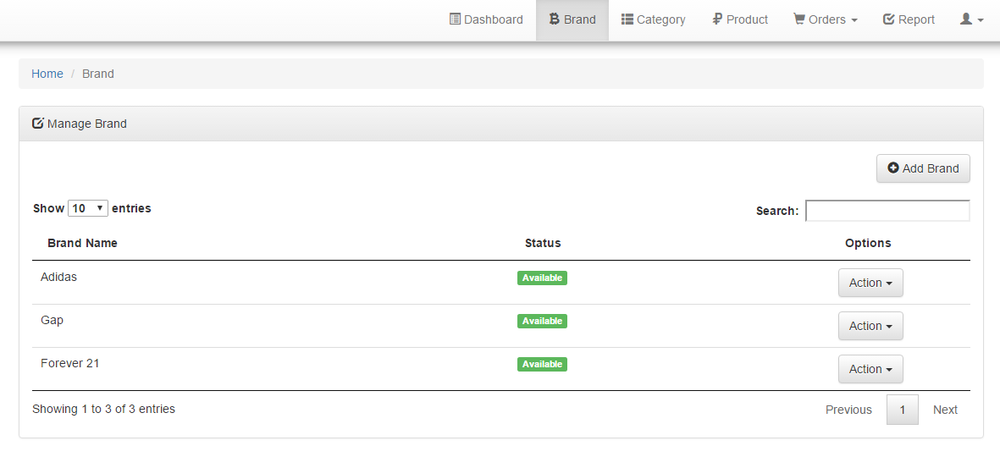 Dashboard Brand Category Product Orders Report
Home / Brand
Manage Brand
Add Brand
Show 10 entries
Search:
Brand Name Status Options
Adidas Available Action
Gap Available Action
Forever 21 Available Action
Showing 1 to 3 of 3 entries
Previous 1 Next